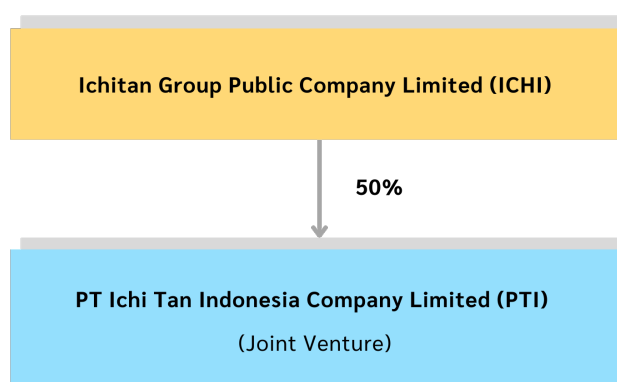 Ichitan Group Public Company Limited (ICHI)
50%
PT Ichi Tan Indonesia Company Limited (PTI)
(Joint Venture)